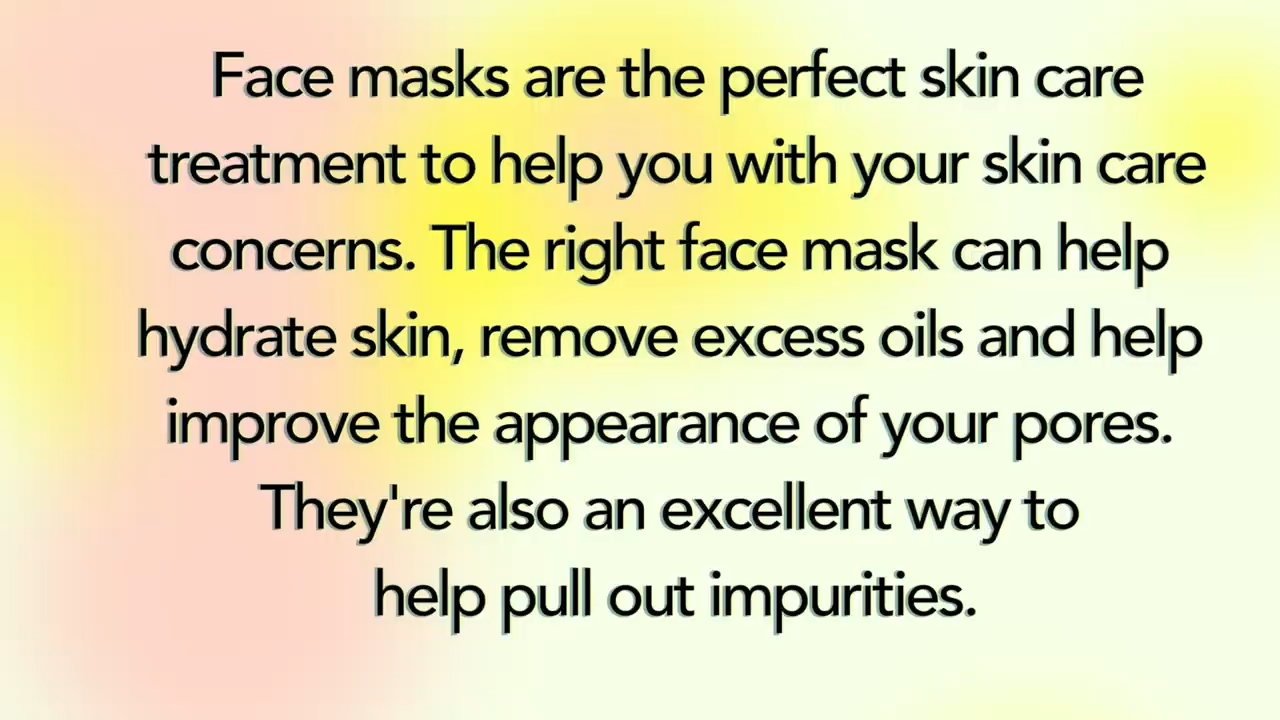 Face masks are the perfect skin care
treatment to help you with your skin care
concerns. The right face mask can help
hydrate skin, remove excess oils and help
improve the appearance of your pores.
They're also an excellent way to
help pull out impurities.